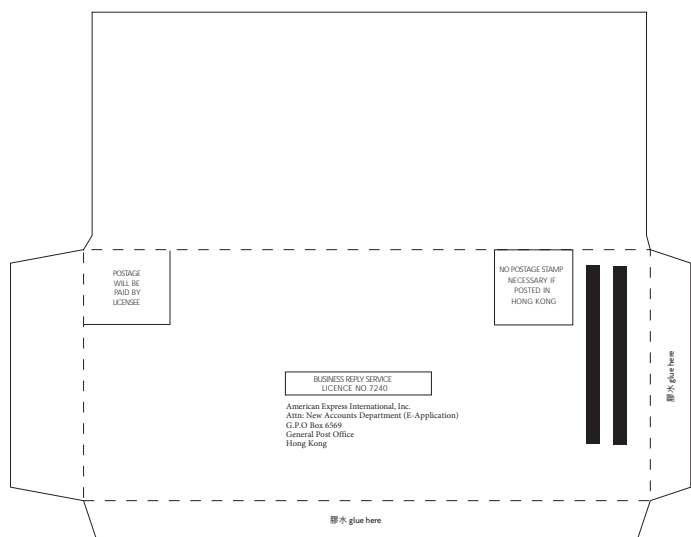 POSTAGE
WILL BE
PAID BY
LICENSEE
NO POSTAGE STAMP
NECESSARY IF
POSTED IN
HONG KONG
BUSINESS REPLY SERVICE
LICENCE NO.7240
American Express International, Inc.
Attn: New Accounts Department (E-Application)
G.P.O Box 6569
General Post Office
Hong Kong
膠水 glue here
膠水 glue here